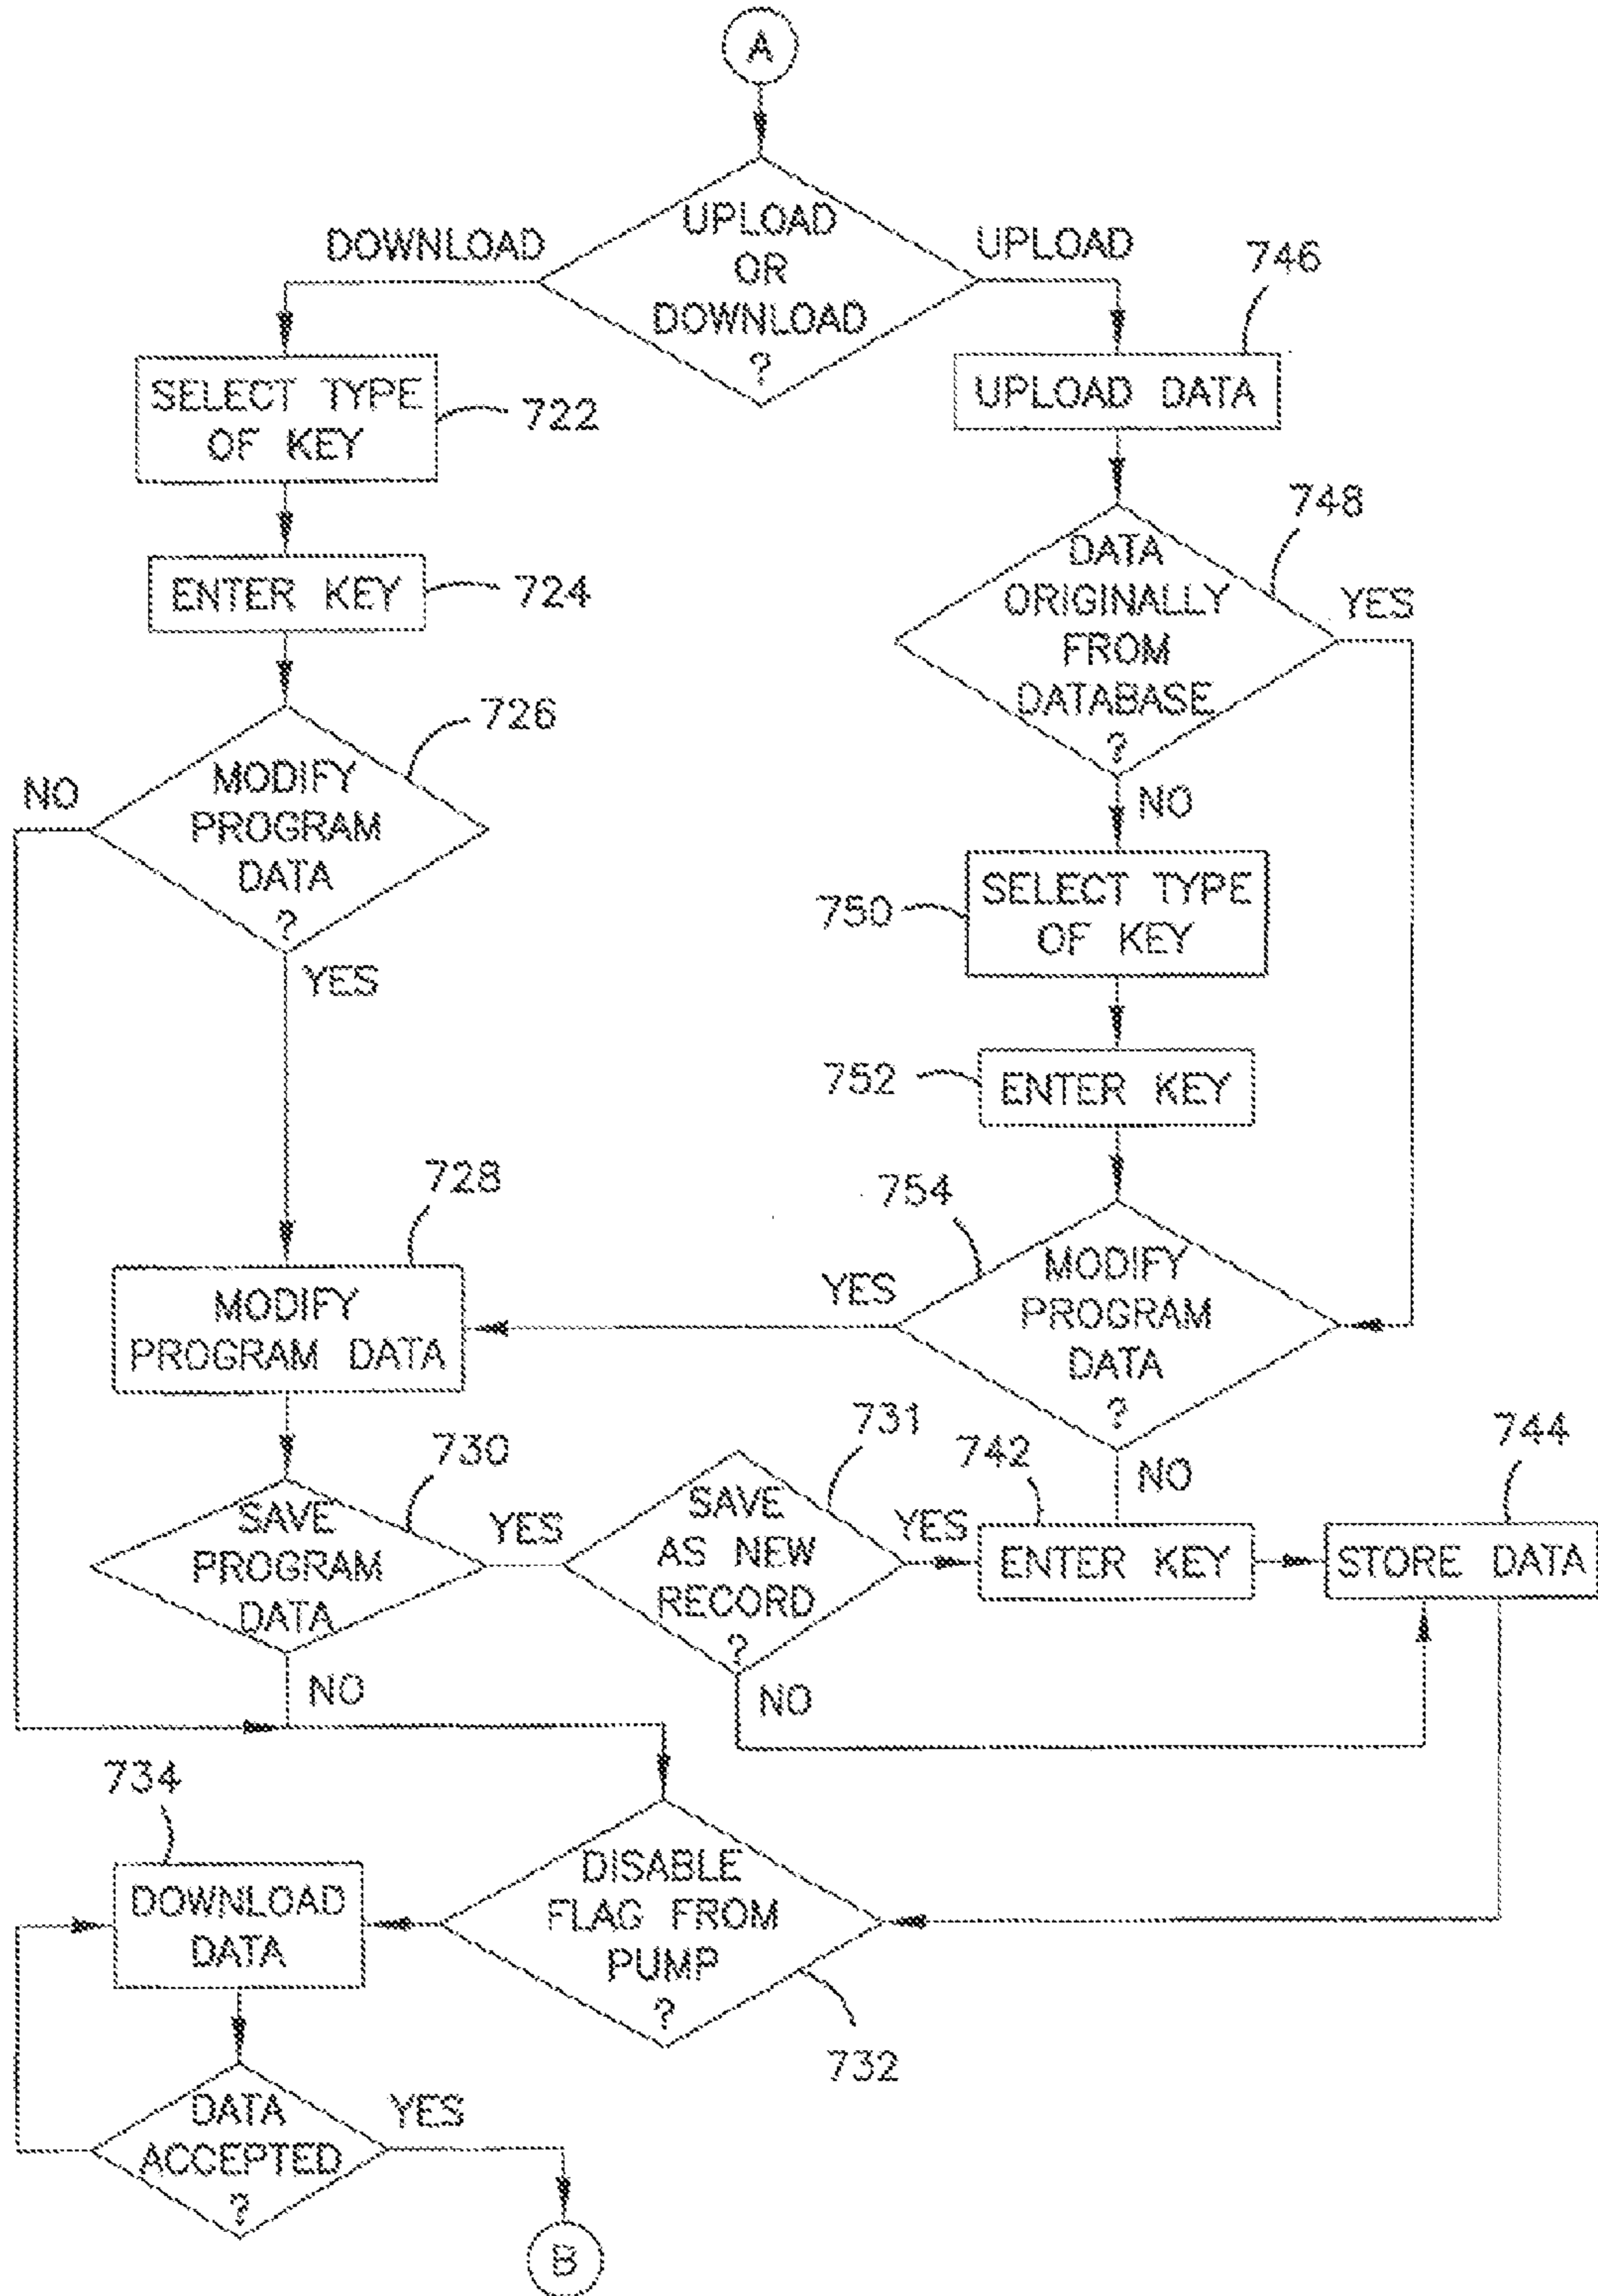 A
UPLOAD
OR
DOWNLOAD
?
DOWNLOAD
UPLOAD
746
SELECT TYPE
OF KEY
722
UPLOAD DATA
ENTER KEY
724
748
DATA
ORIGINALLY
FROM
DATABASE
?
YES
NO
726
MODIFY
PROGRAM
DATA
?
NO
YES
750
SELECT TYPE
OF KEY
752
ENTER KEY
728
MODIFY
PROGRAM DATA
754
MODIFY
PROGRAM
DATA
?
YES
NO
730
SAVE
PROGRAM
DATA
YES
NO
731
SAVE
AS NEW
RECORD
?
YES
NO
742
ENTER KEY
744
STORE DATA
734
DOWNLOAD
DATA
DISABLE
FLAG FROM
PUMP
?
732
DATA
ACCEPTED
?
YES
B